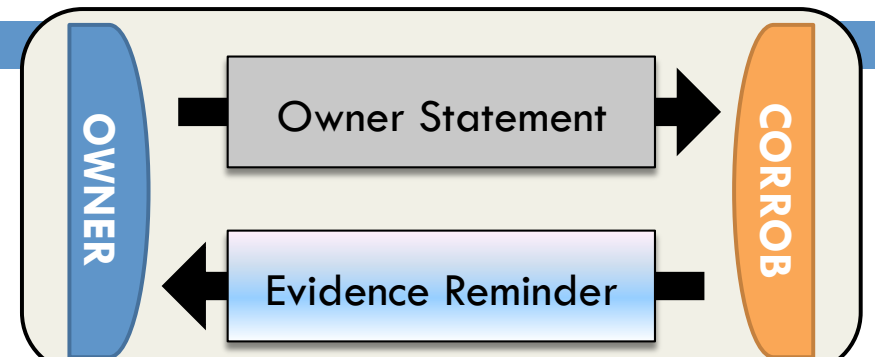 OWNER
Owner Statement
CORROB
Evidence Reminder